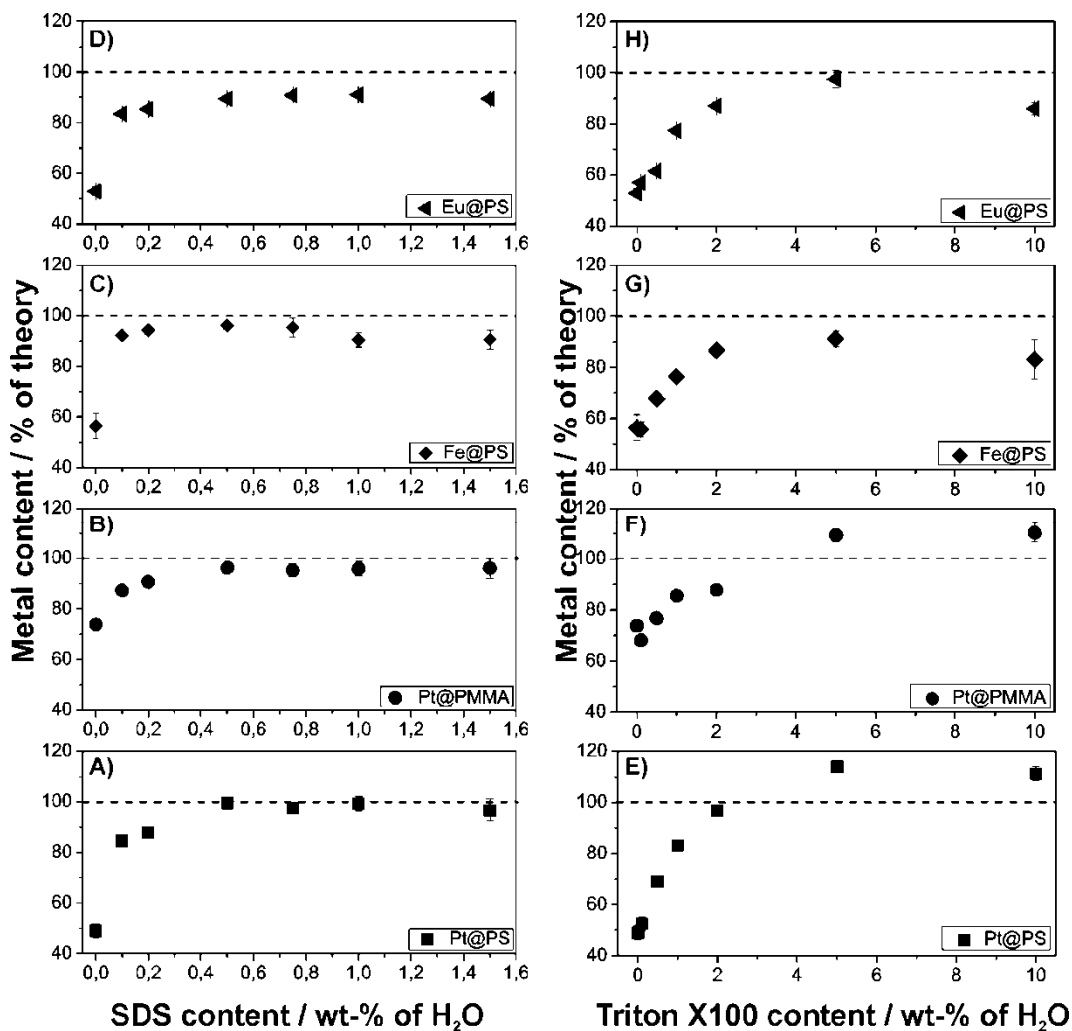 Metal content / % of theory
D)
120
100
80
60
40
Eu@PS
0,0 0,2 0,4 0,6 0,8 1,0 1,2 1,4 1,6
C)
120
100
80
60
40
Fe@PS
0,0 0,2 0,4 0,6 0,8 1,0 1,2 1,4 1,6
B)
120
100
80
60
40
Pt@PMMA
0,0 0,2 0,4 0,6 0,8 1,0 1,2 1,4 1,6
A)
120
100
80
60
40
Pt@PS
0,0 0,2 0,4 0,6 0,8 1,0 1,2 1,4 1,6
SDS content / wt-% of H₂O
Metal content / % of theory
H)
120
100
80
60
40
Eu@PS
0 2 4 6 8 10
G)
120
100
80
60
40
Fe@PS
0 2 4 6 8 10
F)
120
100
80
60
40
Pt@PMMA
0 2 4 6 8 10
E)
120
100
80
60
40
Pt@PS
0 2 4 6 8 10
Triton X100 content / wt-% of H₂O